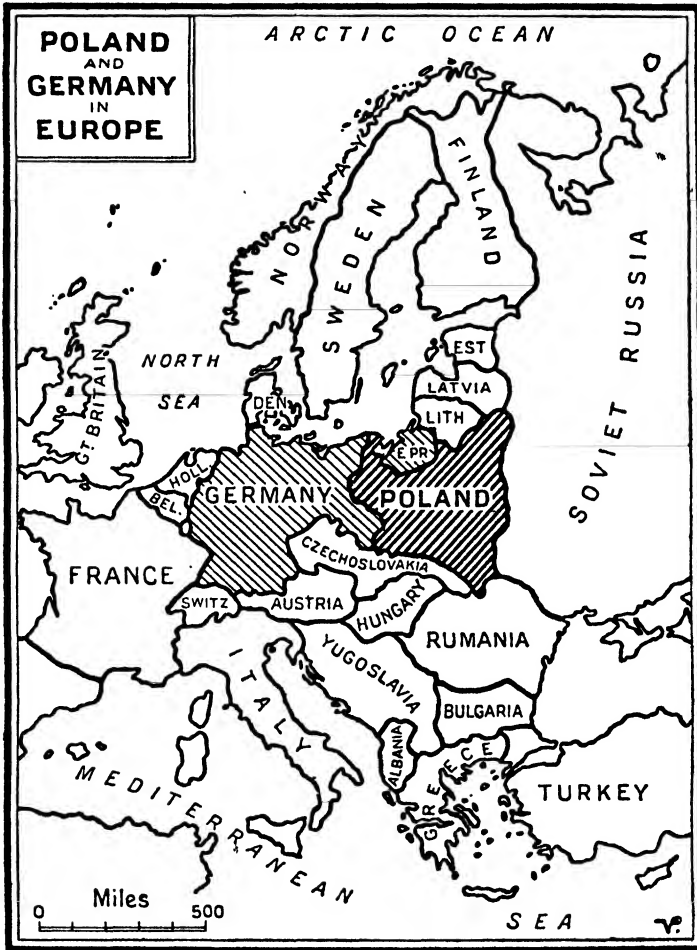 POLAND
AND
GERMANY
IN
EUROPE
ARCTIC OCEAN
NORWAY
SWEDEN
FINLAND
SOVIET RUSSIA
NORTH
SEA
GT. BRITAIN
DEN.
EST
LATVIA
LITH
E.PR.
HOLL.
BEL.
GERMANY
POLAND
CZECHOSLOVAKIA
FRANCE
SWITZ
AUSTRIA
HUNGARY
RUMANIA
ITALY
YUGOSLAVIA
BULGARIA
ALBANIA
GREECE
TURKEY
MEDITERRANEAN
SEA
Miles
0 500